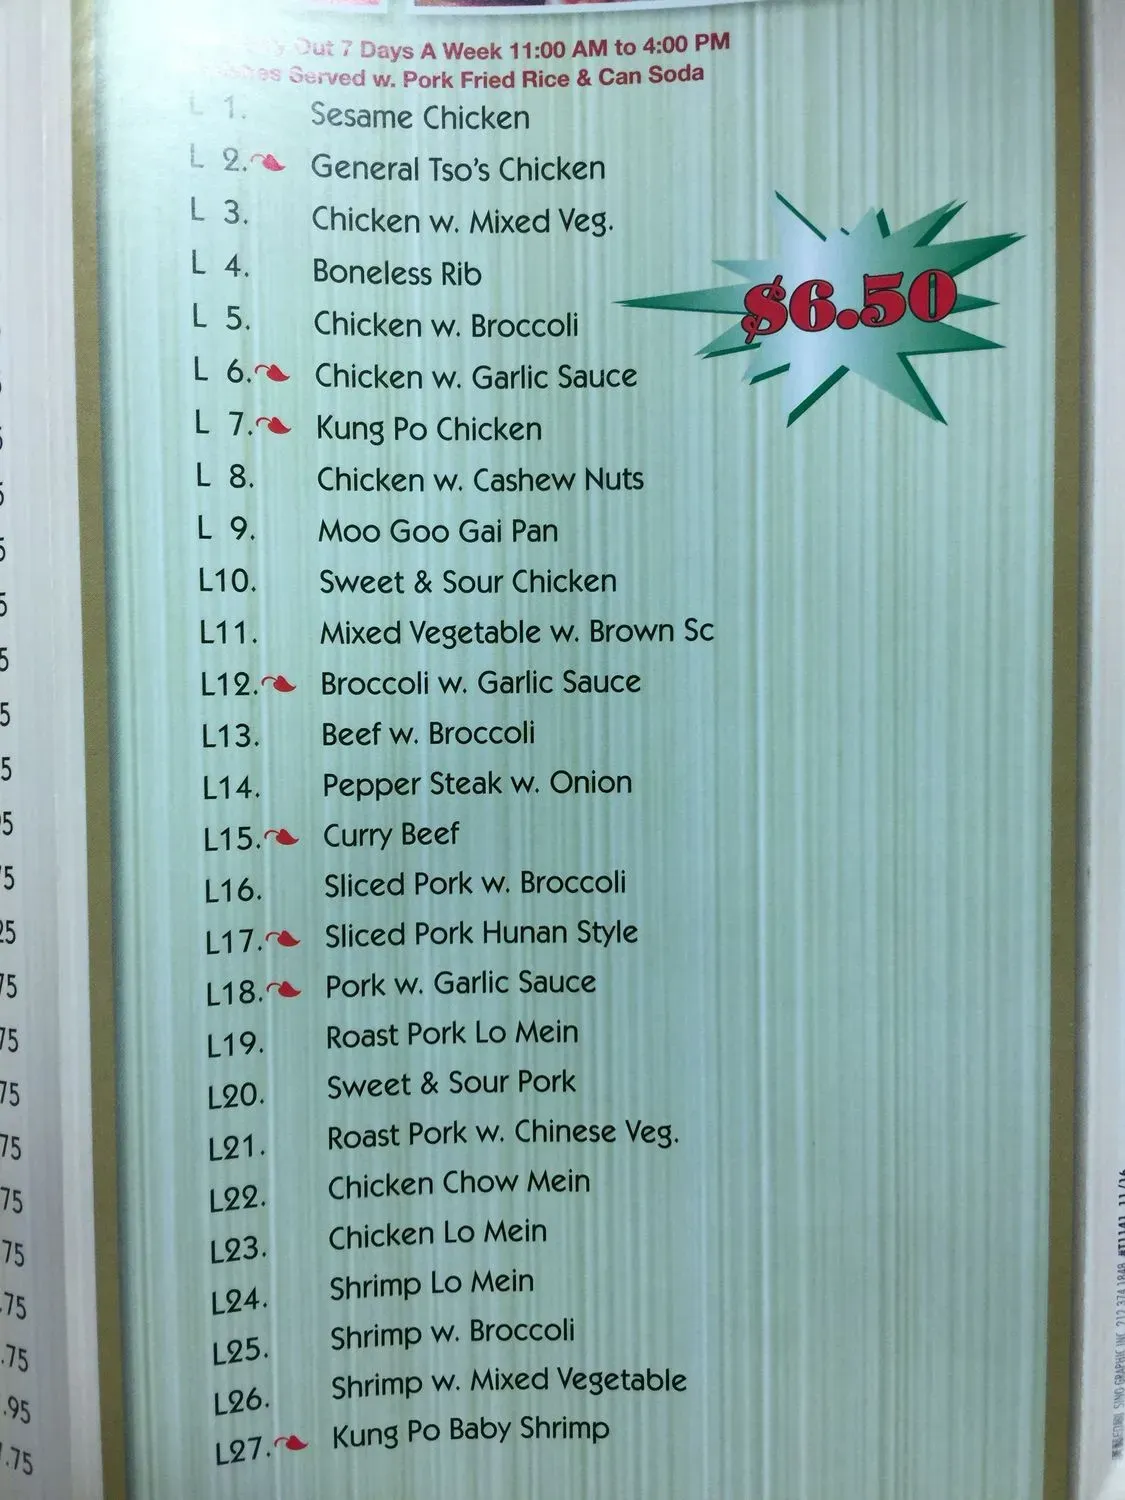 Out 7 Days A Week 11:00 AM to 4:00 PM
Served w. Pork Fried Rice & Can Soda
L 1. Sesame Chicken
L 2. General Tso's Chicken
L 3. Chicken w. Mixed Veg.
L 4. Boneless Rib
L 5. Chicken w. Broccoli
$6.50
L 6. Chicken w. Garlic Sauce
L 7. Kung Po Chicken
L 8. Chicken w. Cashew Nuts
L 9. Moo Goo Gai Pan
L10. Sweet & Sour Chicken
L11. Mixed Vegetable w. Brown Sc
L12. Broccoli w. Garlic Sauce
L13. Beef w. Broccoli
L14. Pepper Steak w. Onion
L15. Curry Beef
L16. Sliced Pork w. Broccoli
L17. Sliced Pork Hunan Style
L18. Pork w. Garlic Sauce
L19. Roast Pork Lo Mein
L20. Sweet & Sour Pork
L21. Roast Pork w. Chinese Veg.
L22. Chicken Chow Mein
L23. Chicken Lo Mein
L24. Shrimp Lo Mein
L25. Shrimp w. Broccoli
L26. Shrimp w. Mixed Vegetable
L27. Kung Po Baby Shrimp